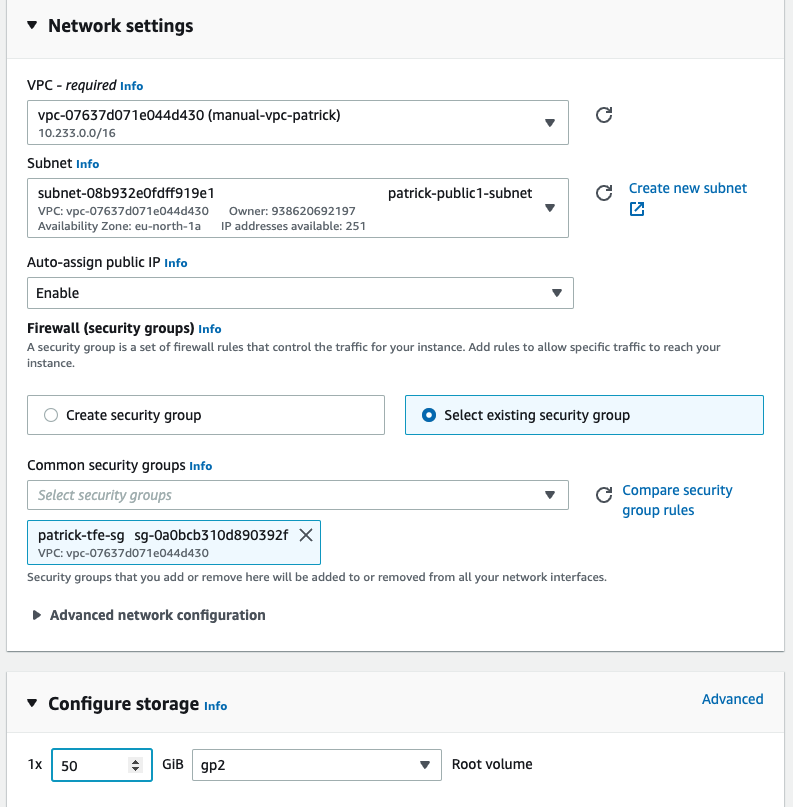 Network settings
VPC - required Info
vpc-07637d071e044d430 (manual-vpc-patrick)
10.233.0.0/16
Subnet Info
subnet-08b932e0fdff919e1 patrick-public1-subnet
VPC: vpc-07637d071e044d430 Owner: 938620692197
Availability Zone: eu-north-1a IP addresses available: 251
Create new subnet
Auto-assign public IP Info
Enable
Firewall (security groups) Info
A security group is a set of firewall rules that control the traffic for your instance. Add rules to allow specific traffic to reach your
instance.
Create security group
Select existing security group
Common security groups Info
Select security groups
Compare security
group rules
patrick-tfe-sg sg-0a0bcb310d890392f
VPC: vpc-07637d071e044d430
Security groups that you add or remove here will be added to or removed from all your network interfaces.
Advanced network configuration
Configure storage Info
Advanced
1x 50 GiB gp2 Root volume